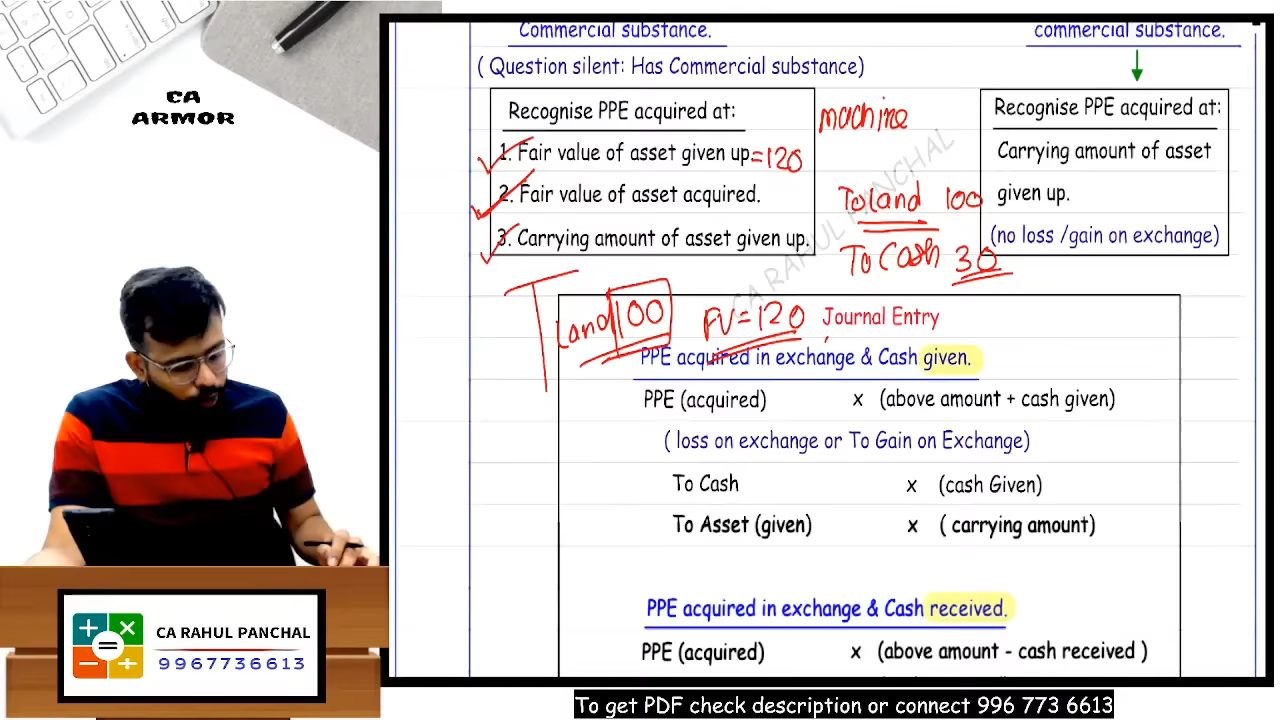 CA
ARMOR
Commercial substance.
( Question silent: Has Commercial substance)
Recognise PPE acquired at:
1. Fair value of asset given up. =120
2. Fair value of asset acquired.
3. Carrying amount of asset given up.
machine
To land 100
To Cash 30
commercial substance.
Recognise PPE acquired at:
Carrying amount of asset
given up.
(no loss /gain on exchange)
CA RAHUL PANCHAL
Land 100 FV=120 Journal Entry
PPE acquired in exchange & Cash given.
PPE (acquired) x (above amount + cash given)
( loss on exchange or To Gain on Exchange)
To Cash x (cash Given)
To Asset (given) x ( carrying amount)
PPE acquired in exchange & Cash received.
PPE (acquired) x (above amount - cash received )
+ × = − ÷
CA RAHUL PANCHAL
9967736613
To get PDF check description or connect 996 773 6613